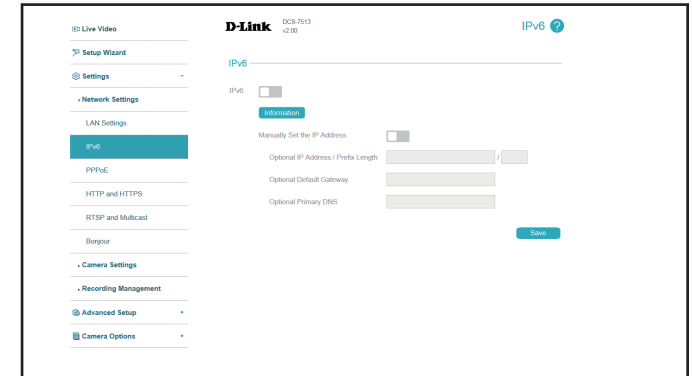 Live Video
Setup Wizard
Settings -
Network Settings
LAN Settings
IPv6
PPPoE
HTTP and HTTPS
RTSP and Multicast
Bonjour
Camera Settings
Recording Management
Advanced Setup +
Camera Options +
D-Link DCS-7513
v2.00
IPv6 ?
IPv6
IPv6
Information
Manually Set the IP Address
Optional IP Address / Prefix Length /
Optional Default Gateway
Optional Primary DNS
Save